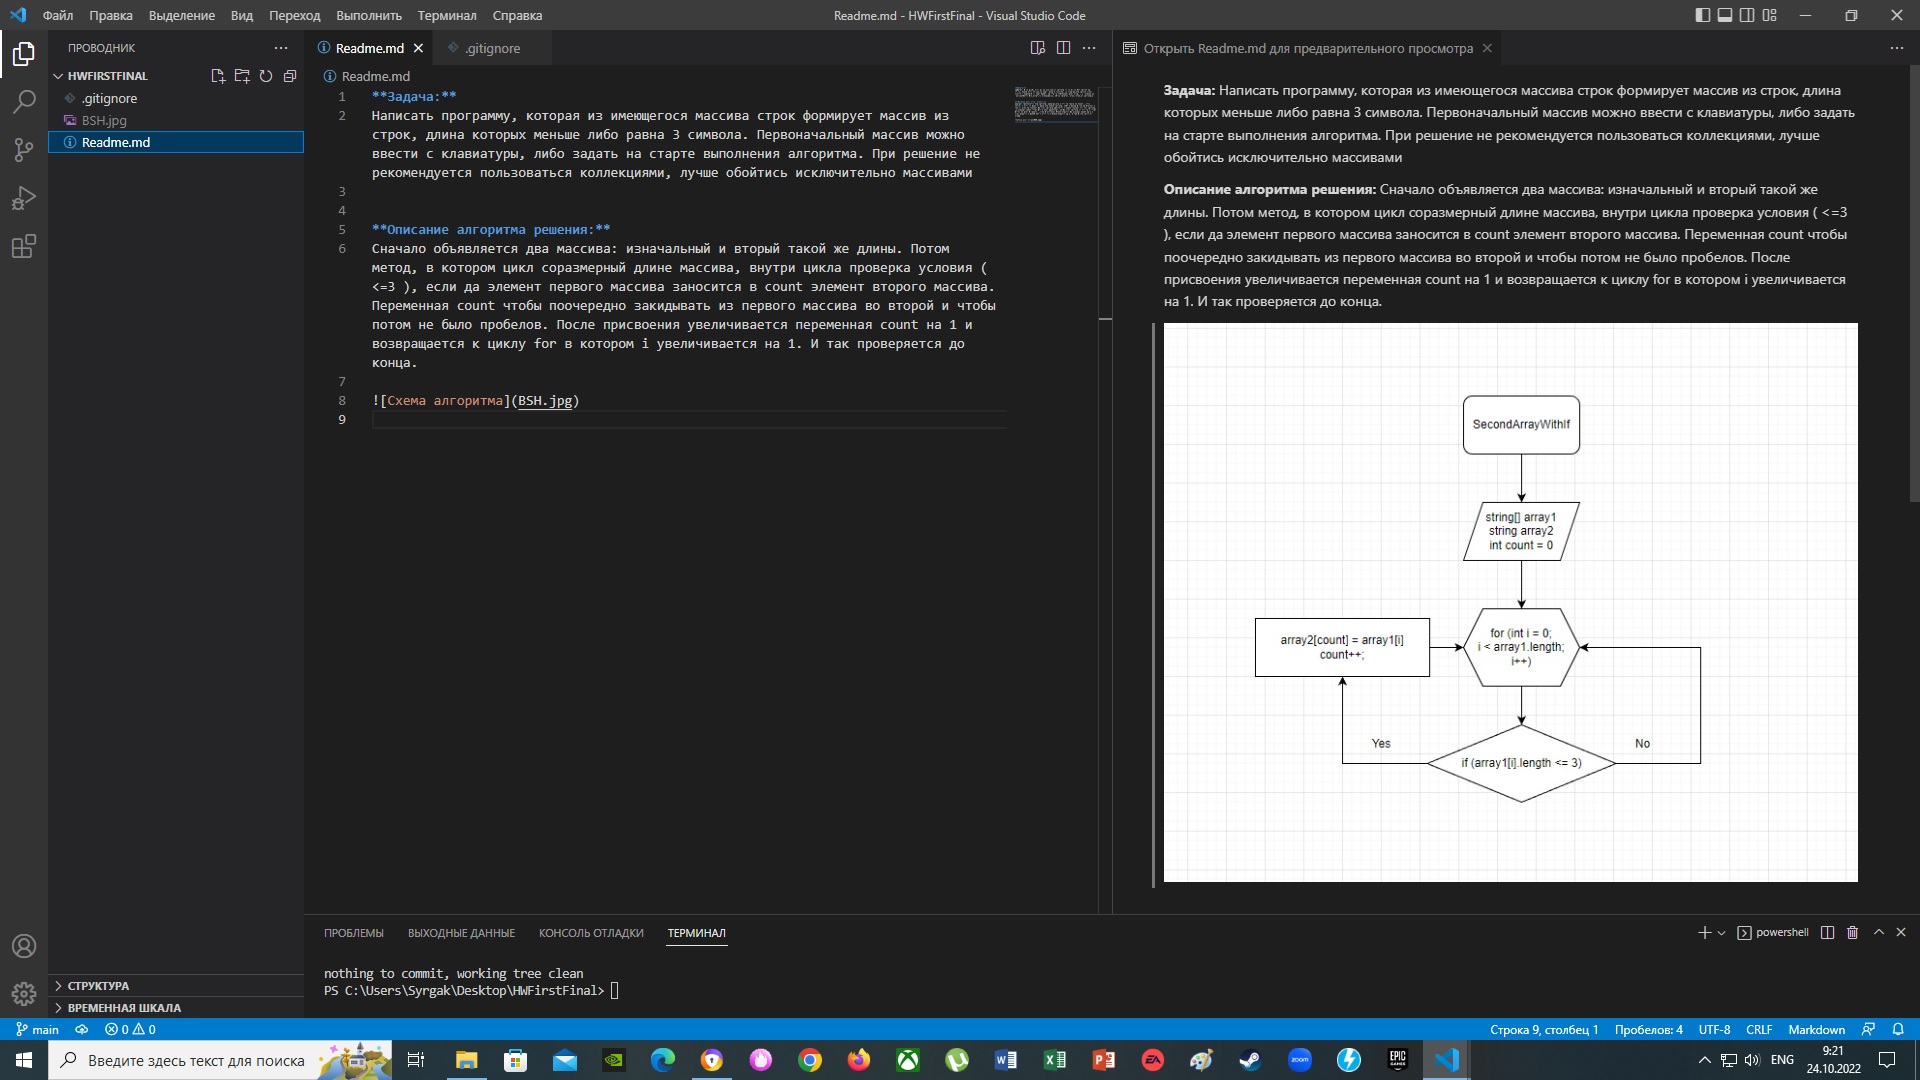 Файл Правка Выделение Вид Переход Выполнить Терминал Справка
Readme.md - HWFirstFinal - Visual Studio Code
ПРОВОДНИК
HWFIRSTFINAL
.gitignore
BSH.jpg
Readme.md
СТРУКТУРА
ВРЕМЕННАЯ ШКАЛА
Readme.md
.gitignore
Readme.md
1 **Задача:**
2 Написать программу, которая из имеющегося массива строк формирует массив из
строк, длина которых меньше либо равна 3 символа. Первоначальный массив можно
ввести с клавиатуры, либо задать на старте выполнения алгоритма. При решение не
рекомендуется пользоваться коллекциями, лучше обойтись исключительно массивами
3
4
5 **Описание алгоритма решения:**
6 Сначало объявляется два массива: изначальный и вторый такой же длины. Потом
метод, в котором цикл соразмерный длине массива, внутри цикла проверка условия (
<=3 ), если да элемент первого массива заносится в count элемент второго массива.
Переменная count чтобы поочередно закидывать из первого массива во второй и чтобы
потом не было пробелов. После присвоения увеличивается переменная count на 1 и
возвращается к циклу for в котором i увеличивается на 1. И так проверяется до
конца.
7
8 ![Схема алгоритма](BSH.jpg)
9
Открыть Readme.md для предварительного просмотра
Задача: Написать программу, которая из имеющегося массива строк формирует массив из строк, длина
которых меньше либо равна 3 символа. Первоначальный массив можно ввести с клавиатуры, либо задать
на старте выполнения алгоритма. При решение не рекомендуется пользоваться коллекциями, лучше
обойтись исключительно массивами
Описание алгоритма решения: Сначало объявляется два массива: изначальный и вторый такой же
длины. Потом метод, в котором цикл соразмерный длине массива, внутри цикла проверка условия ( <=3
), если да элемент первого массива заносится в count элемент второго массива. Переменная count чтобы
поочередно закидывать из первого массива во второй и чтобы потом не было пробелов. После
присвоения увеличивается переменная count на 1 и возвращается к циклу for в котором i увеличивается
на 1. И так проверяется до конца.
SecondArrayWithIf
string[] array1
string array2
int count = 0
array2[count] = array1[i]
count++;
for (int i = 0;
i < array1.length;
i++)
Yes
No
if (array1[i].length <= 3)
ПРОБЛЕМЫ ВЫХОДНЫЕ ДАННЫЕ КОНСОЛЬ ОТЛАДКИ ТЕРМИНАЛ
powershell
nothing to commit, working tree clean
PS C:\Users\Syrgak\Desktop\HWFirstFinal>
main 0 0
Строка 9, столбец 1 Пробелов: 4 UTF-8 CRLF Markdown
Введите здесь текст для поиска
zoom
EPIC GAMES
ENG
9:21
24.10.2022